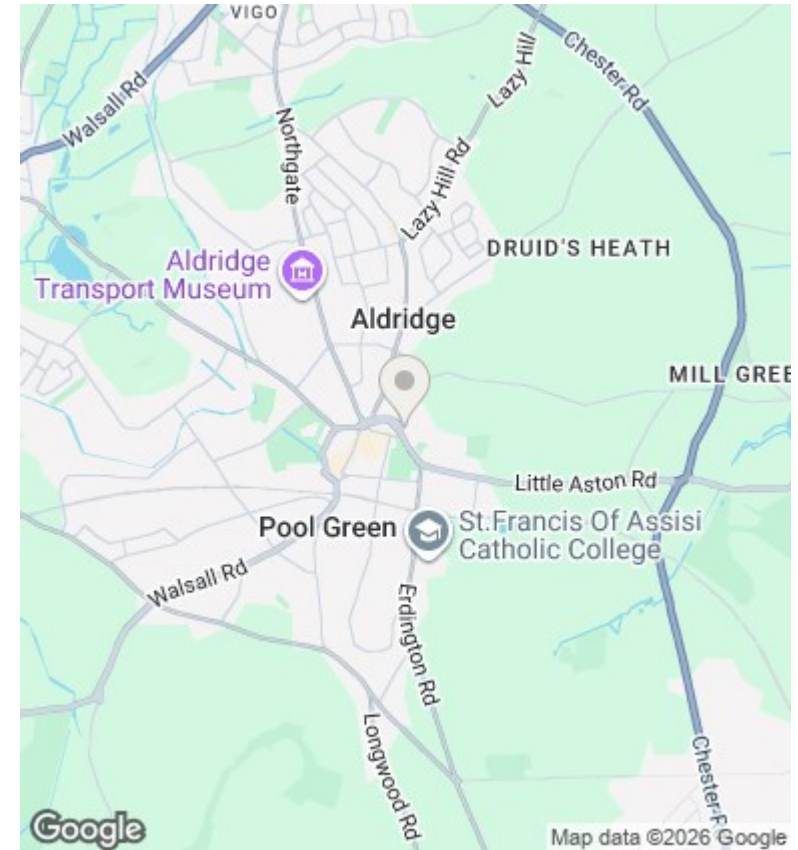 VIGO
Walsall Rd
Northgate
Lazy Hill
Chester Rd
Lazy Hill Rd
DRUID'S HEATH
Aldridge
Transport Museum
Aldridge
MILL GREE
Little Aston Rd
Pool Green
St.Francis Of Assisi
Catholic College
Walsall Rd
Erdington Rd
Longwood Rd
Chester R
Google
Map data ©2026 Google